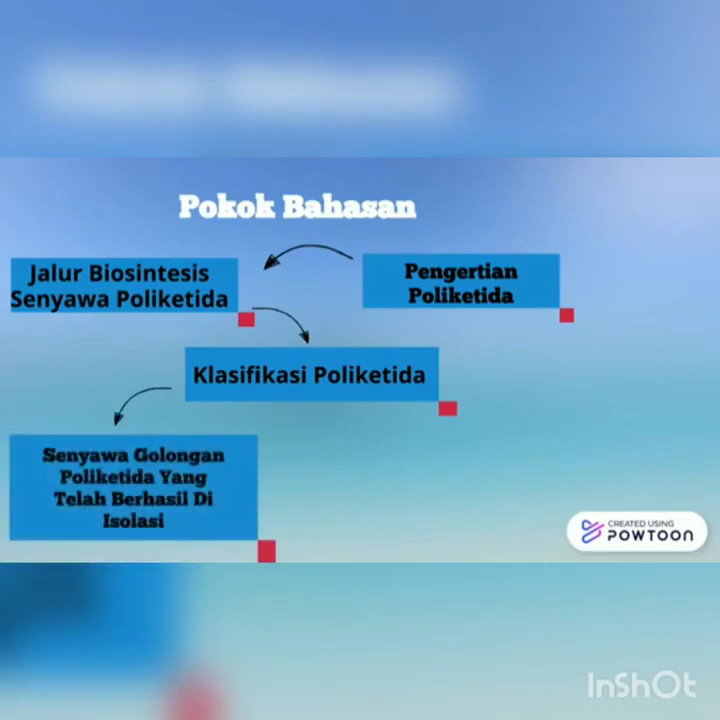 Pokok Bahasan
Jalur Biosintesis
Senyawa Poliketida
Pengertian
Poliketida
Klasifikasi Poliketida
Senyawa Golongan
Poliketida Yang
Telah Berhasil Di
Isolasi
CREATED USING
POWTOON
InShOt